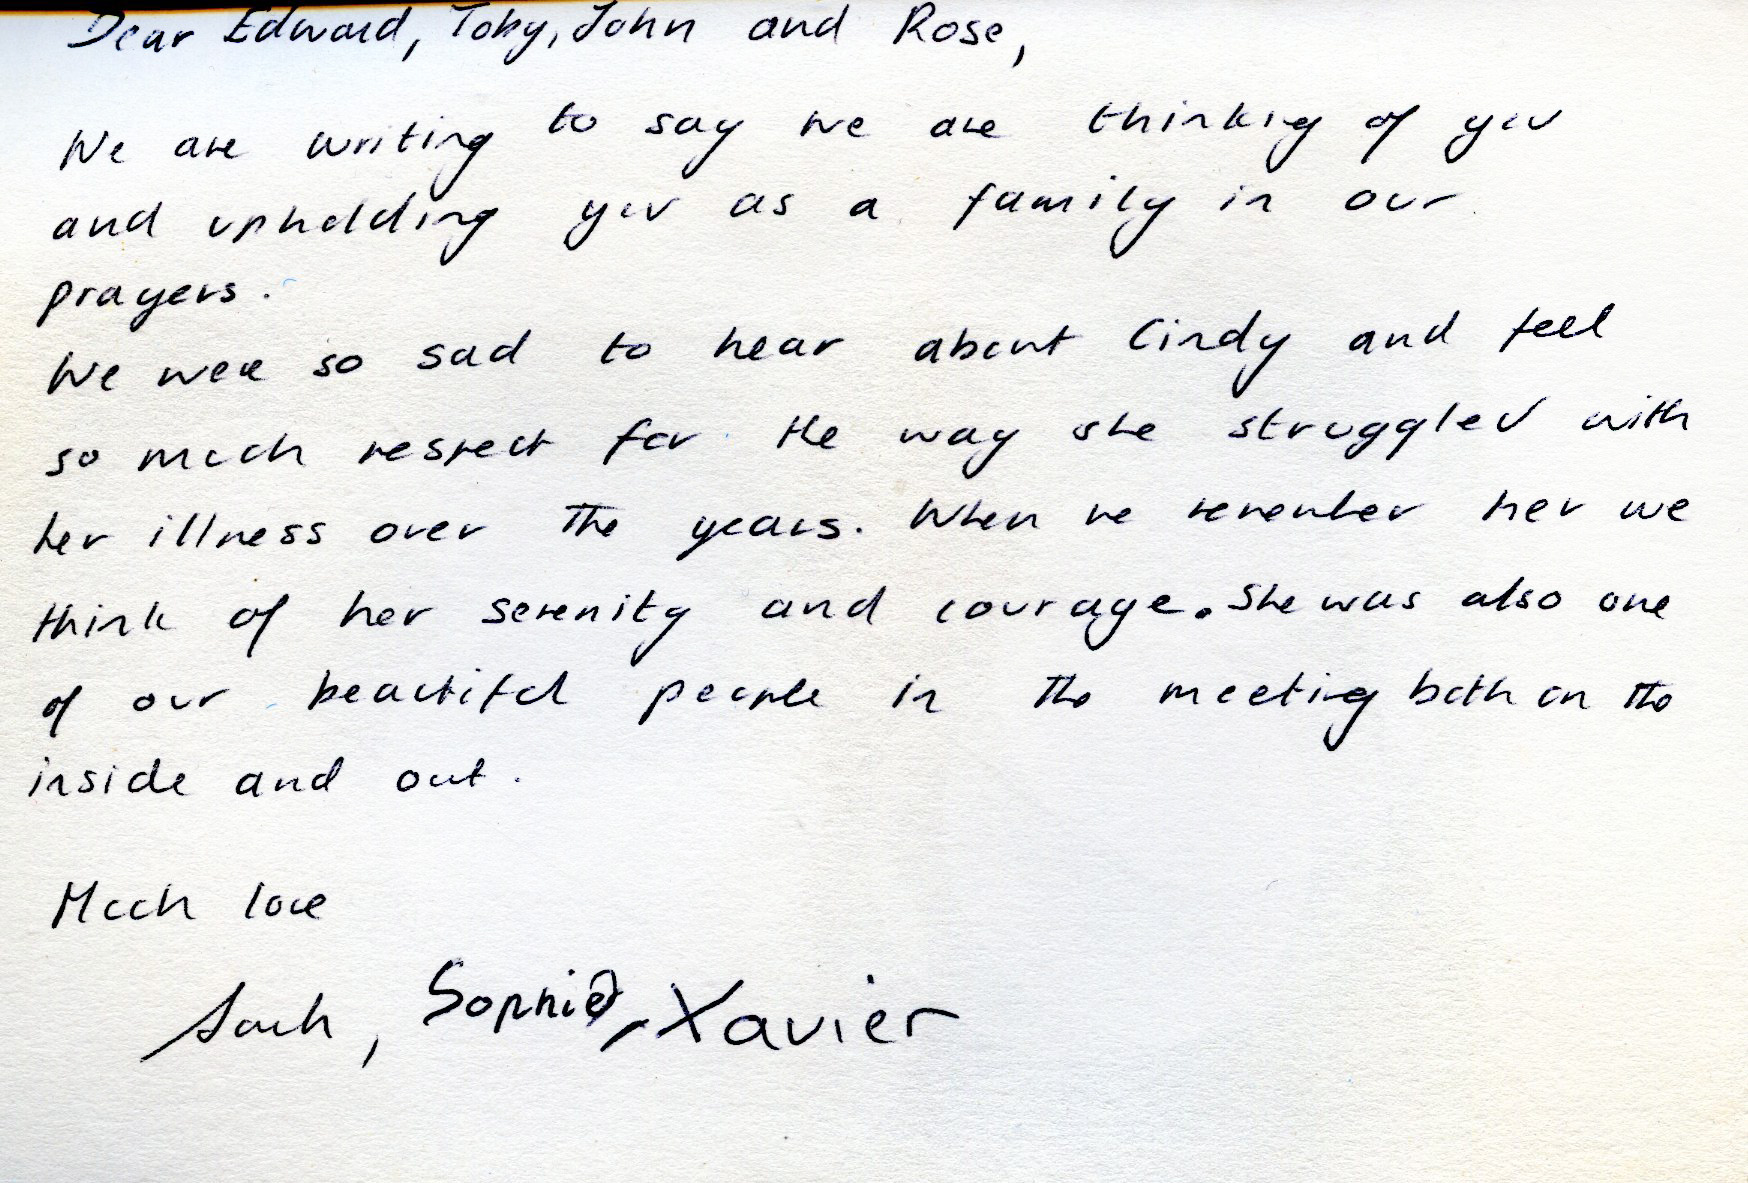 Dear Edward, Toby, John and Rose,
We are writing to say we are thinking of you
and upholding you as a family in our
prayers.
We were so sad to hear about Cindy and feel
so much respect for the way she struggled with
her illness over the years. When we remember her we
think of her serenity and courage. She was also one
of our beautiful people in the meeting both on the
inside and out.
Much love
, Sophie, Xavier